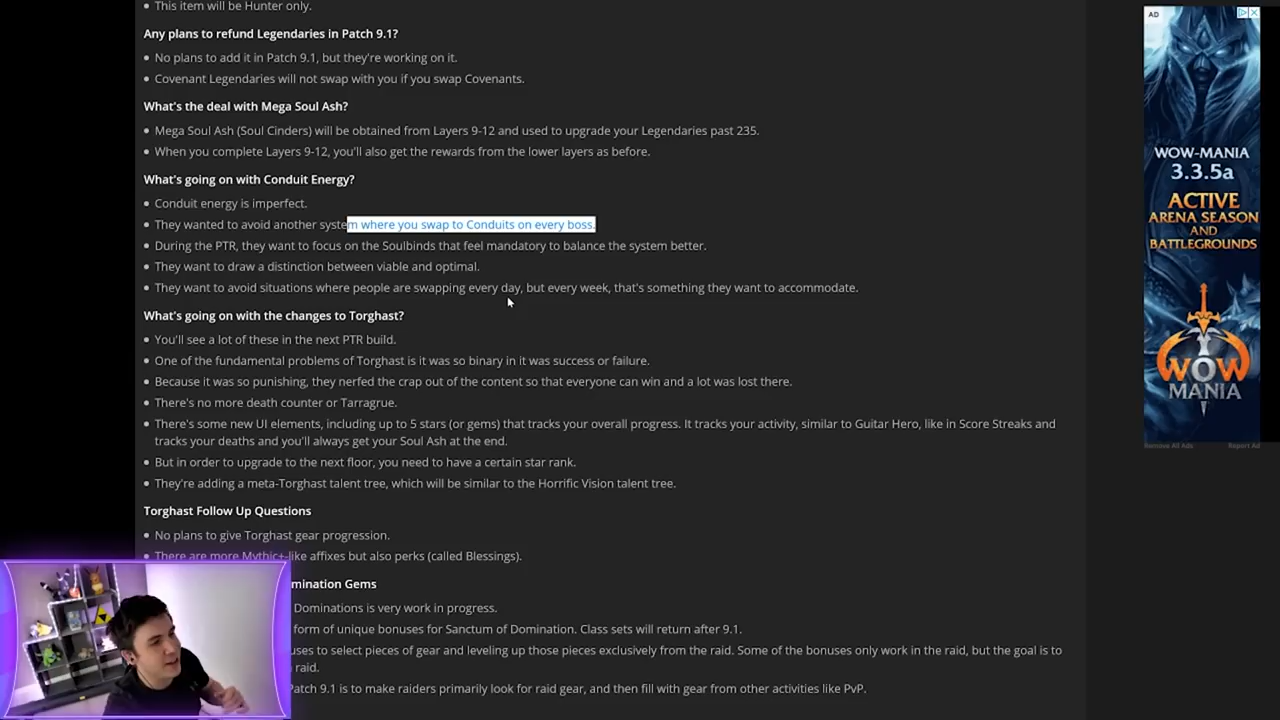 This item will be Hunter only.
Any plans to refund Legendaries in Patch 9.1?
No plans to add it in Patch 9.1, but they're working on it.
Covenant Legendaries will not swap with you if you swap Covenants.
What's the deal with Mega Soul Ash?
Mega Soul Ash (Soul Cinders) will be obtained from Layers 9-12 and used to upgrade your Legendaries past 235.
When you complete Layers 9-12, you'll also get the rewards from the lower layers as before.
What's going on with Conduit Energy?
Conduit energy is imperfect.
They wanted to avoid another system where you swap to Conduits on every boss.
During the PTR, they want to focus on the Soulbinds that feel mandatory to balance the system better.
They want to draw a distinction between viable and optimal.
They want to avoid situations where people are swapping every day, but every week, that's something they want to accommodate.
What's going on with the changes to Torghast?
You'll see a lot of these in the next PTR build.
One of the fundamental problems of Torghast is it was so binary in it was success or failure.
Because it was so punishing, they nerfed the crap out of the content so that everyone can win and a lot was lost there.
There's no more death counter or Tarragrue.
There's some new UI elements, including up to 5 stars (or gems) that tracks your overall progress. It tracks your activity, similar to Guitar Hero, like in Score Streaks and
tracks your deaths and you'll always get your Soul Ash at the end.
But in order to upgrade to the next floor, you need to have a certain star rank.
They're adding a meta-Torghast talent tree, which will be similar to the Horrific Vision talent tree.
Torghast Follow Up Questions
No plans to give Torghast gear progression.
There are more Mythic+-like affixes but also perks (called Blessings).
mination Gems
Dominations is very work in progress.
form of unique bonuses for Sanctum of Domination. Class sets will return after 9.1.
uses to select pieces of gear and leveling up those pieces exclusively from the raid. Some of the bonuses only work in the raid, but the goal is to
raid.
Patch 9.1 is to make raiders primarily look for raid gear, and then fill with gear from other activities like PvP.
AD
WOW-MANIA
3.3.5a
ACTIVE
ARENA SEASON
AND
BATTLEGROUNDS
WOW
MANIA
Remove All Ads
Report Ad